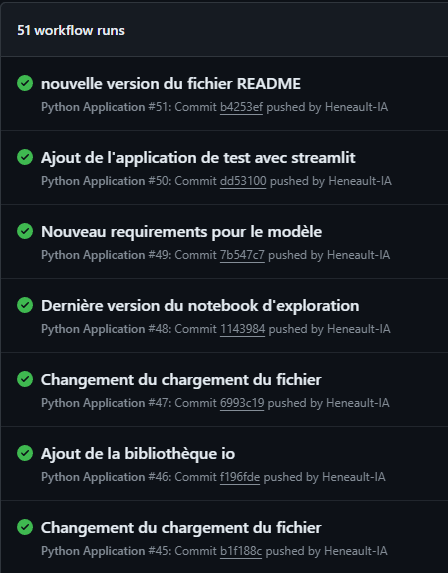 51 workflow runs
nouvelle version du fichier README
Python Application #51: Commit b4253ef pushed by Heneault-IA
Ajout de l'application de test avec streamlit
Python Application #50: Commit dd53100 pushed by Heneault-IA
Nouveau requirements pour le modèle
Python Application #49: Commit 7b547c7 pushed by Heneault-IA
Dernière version du notebook d'exploration
Python Application #48: Commit 1143984 pushed by Heneault-IA
Changement du chargement du fichier
Python Application #47: Commit 6993c19 pushed by Heneault-IA
Ajout de la bibliothèque io
Python Application #46: Commit f196fde pushed by Heneault-IA
Changement du chargement du fichier
Python Application #45: Commit b1f188c pushed by Heneault-IA